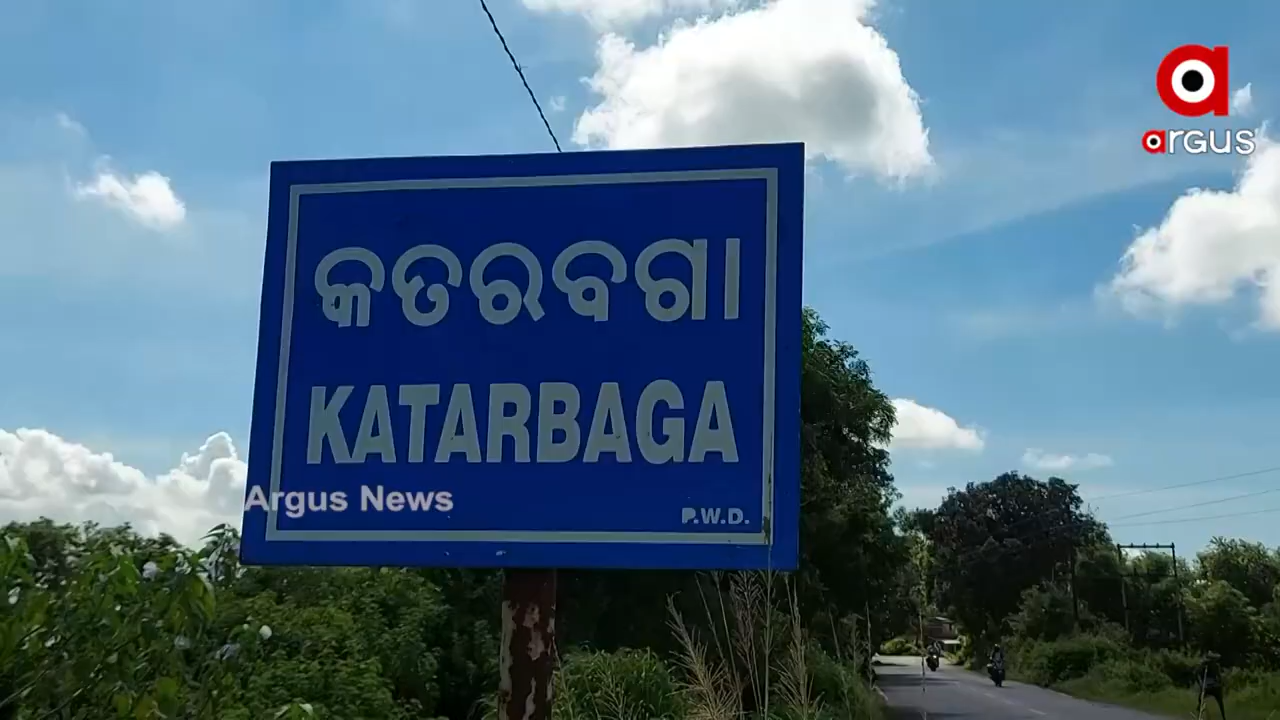 argus
କତରବଗା
KATARBAGA
Argus News
P.W.D.